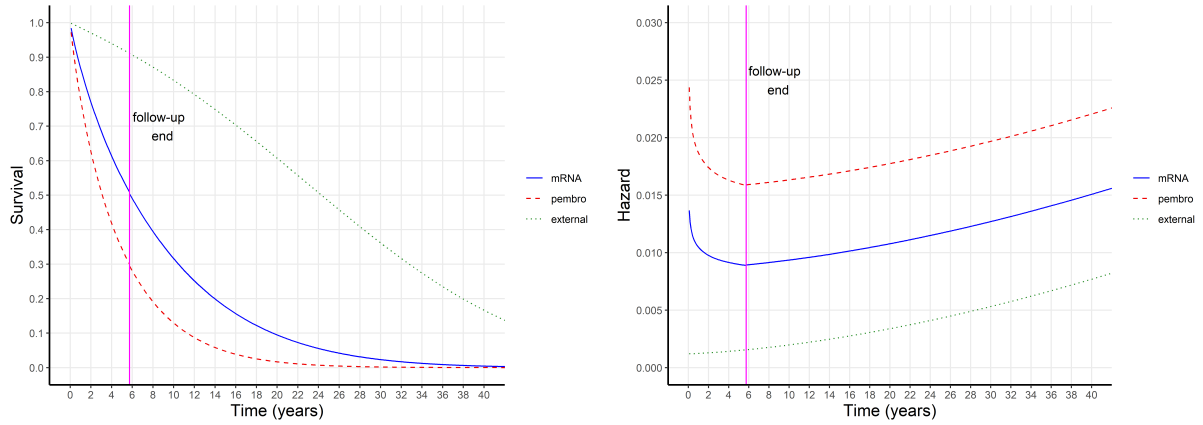 1.0
0.9
0.8
0.7
0.6
0.5
0.4
0.3
0.2
0.1
0.0
Survival
follow-up
end
0 2 4 6 8 10 12 14 16 18 20 22 24 26 28 30 32 34 36 38 40
Time (years)
mRNA
pembro
external
0.030
0.025
0.020
0.015
0.010
0.005
0.000
Hazard
follow-up
end
0 2 4 6 8 10 12 14 16 18 20 22 24 26 28 30 32 34 36 38 40
Time (years)
mRNA
pembro
external